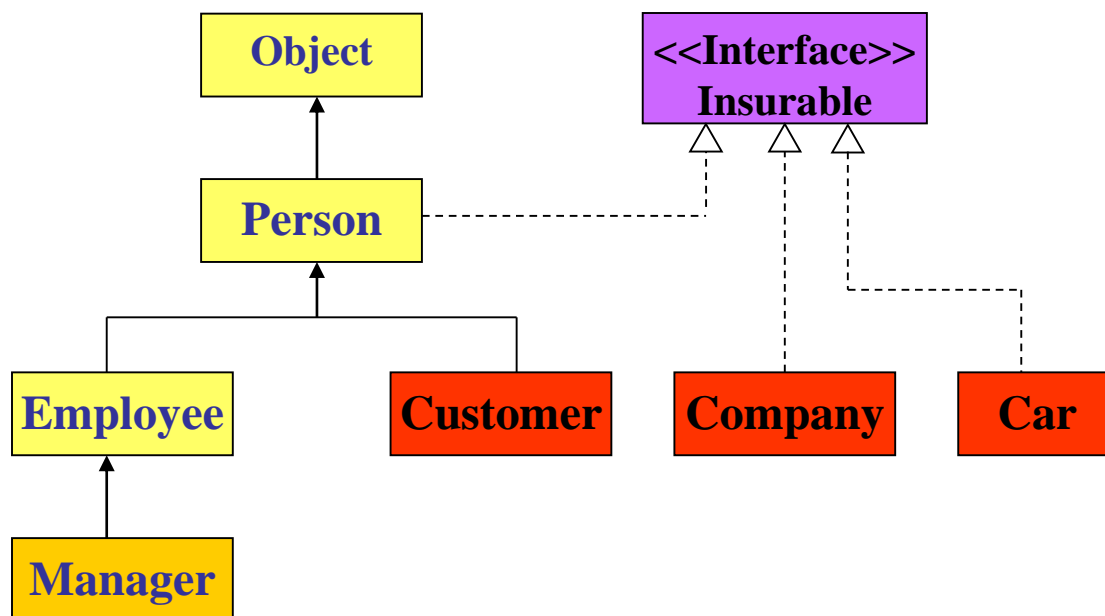 Object
<<Interface>>
Insurable
Person
Employee
Customer
Company
Car
Manager